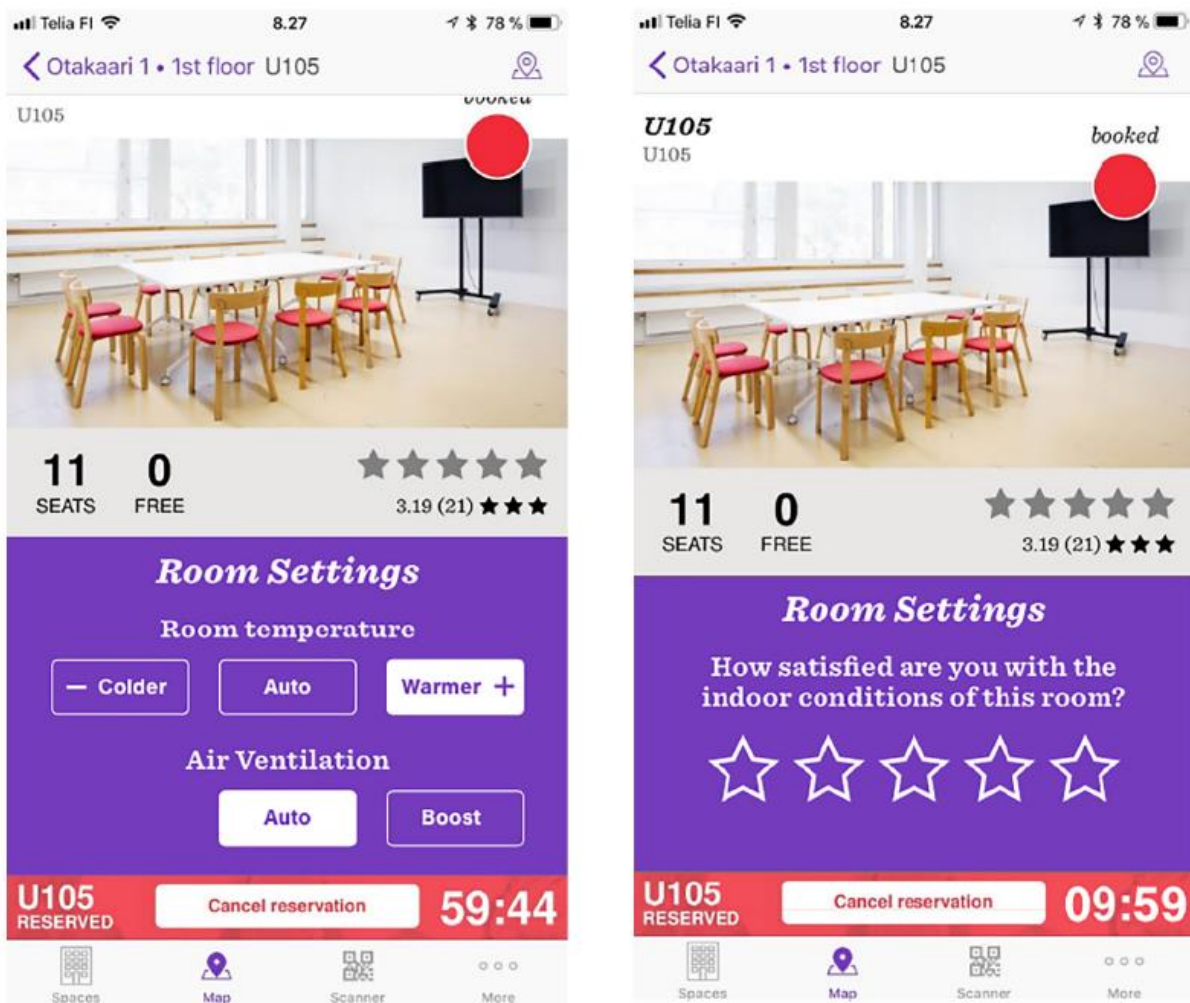 Telia FI 8.27 78 %
Otakaari 1 • 1st floor U105
booked
U105
11 0
SEATS FREE
3.19 (21)
Room Settings
Room temperature
− Colder Auto Warmer +
Air Ventilation
Auto Boost
U105
RESERVED
Cancel reservation
59:44
Spaces Map Scanner More
Telia FI 8.27 78 %
Otakaari 1 • 1st floor U105
U105
booked
U105
11 0
SEATS FREE
3.19 (21)
Room Settings
How satisfied are you with the
indoor conditions of this room?
U105
RESERVED
Cancel reservation
09:59
Spaces Map Scanner More